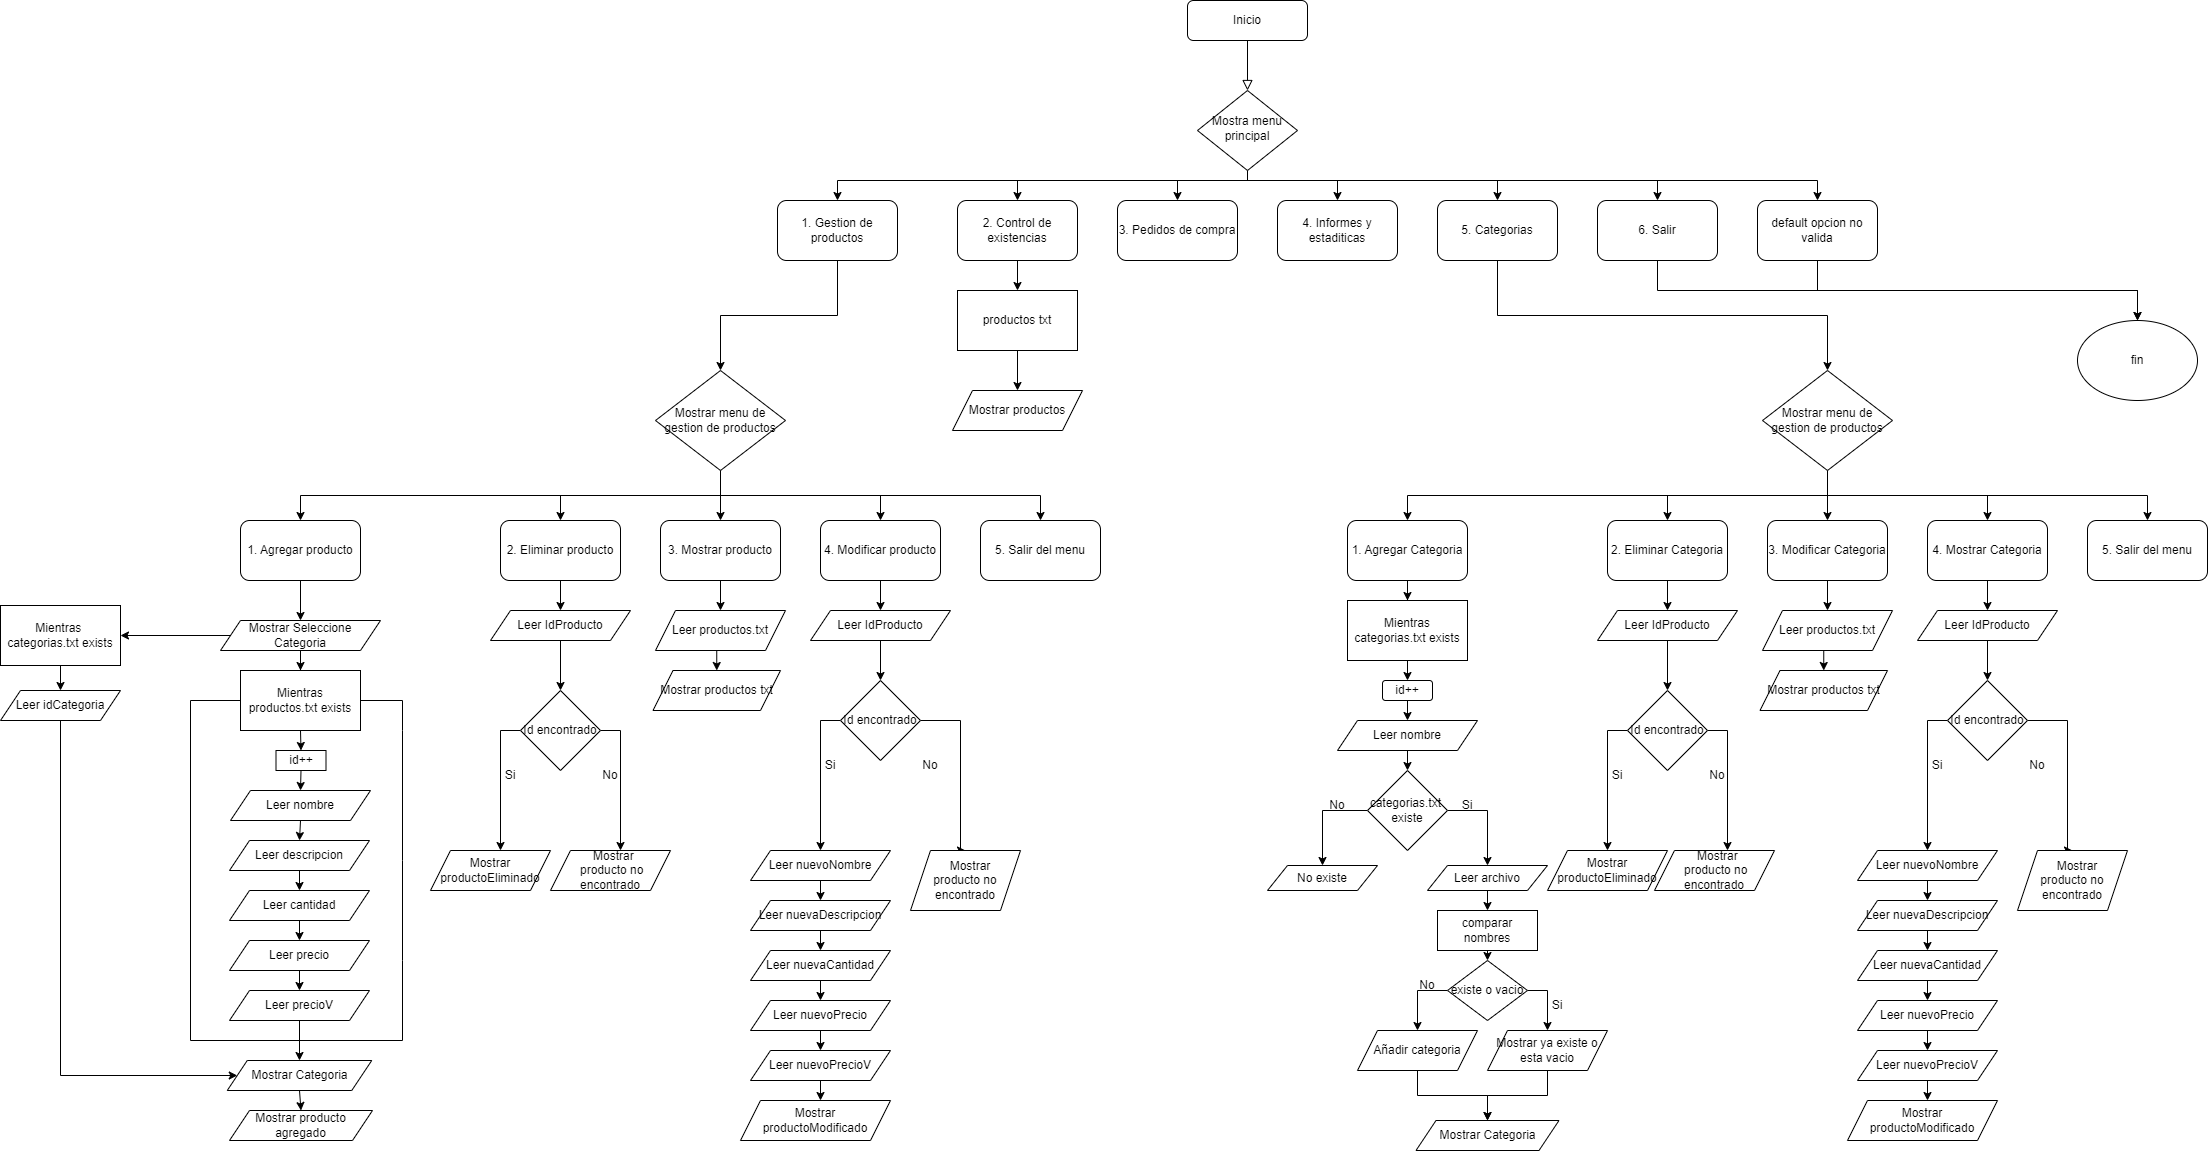 Inicio
Mostra menu
principal
1. Gestion de
productos
2. Control de
existencias
3. Pedidos de compra
4. Informes y
estaditicas
5. Categorias
6. Salir
default opcion no
valida
productos txt
Mostrar productos
fin
Mostrar menu de
gestion de productos
Mostrar menu de
gestion de productos
1. Agregar producto
2. Eliminar producto
3. Mostrar producto
4. Modificar producto
5. Salir del menu
Mientras
categorias.txt exists
Leer idCategoria
Mostrar Seleccione
Categoria
Mientras
productos.txt exists
id++
Leer nombre
Leer descripcion
Leer cantidad
Leer precio
Leer precioV
Mostrar Categoria
Mostrar producto
agregado
Leer IdProducto
Id encontrado
Si
No
Mostrar
productoEliminado
Mostrar
producto no
encontrado
Leer productos.txt
Mostrar productos txt
Leer IdProducto
Id encontrado
Si
No
Leer nuevoNombre
Leer nuevaDescripcion
Leer nuevaCantidad
Leer nuevoPrecio
Leer nuevoPrecioV
Mostrar
productoModificado
Mostrar
producto no
encontrado
1. Agregar Categoria
2. Eliminar Categoria
3. Modificar Categoria
4. Mostrar Categoria
5. Salir del menu
Mientras
categorias.txt exists
id++
Leer nombre
categorias.txt
existe
No
Si
No existe
Leer archivo
comparar
nombres
existe o vacio
No
Si
Añadir categoria
Mostrar ya existe o
esta vacio
Mostrar Categoria
Leer IdProducto
Id encontrado
Si
No
Mostrar
productoEliminado
Mostrar
producto no
encontrado
Leer productos.txt
Mostrar productos txt
Leer IdProducto
Id encontrado
Si
No
Leer nuevoNombre
Leer nuevaDescripcion
Leer nuevaCantidad
Leer nuevoPrecio
Leer nuevoPrecioV
Mostrar
productoModificado
Mostrar
producto no
encontrado